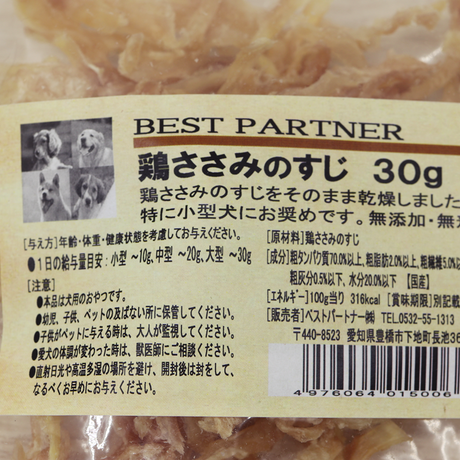 BEST PARTNER
鶏ささみのすじ 30g
鶏ささみのすじをそのまま乾燥しました
特に小型犬にお奨めです。無添加・無
[与え方]年齢・体重・健康状態を考慮してお与えください。
●1日の給与量目安:小型 ～10g, 中型 ～20g, 大型 ～30g
[注意]
●本品は犬用のおやつです。
●幼児、子供、ペットの及ばない所に保管してください。
●子供がペットに与える時は、大人が監視してください。
●愛犬の体調が変わった時は、獣医師にご相談ください。
●直射日光や高温多湿の場所を避け、開封後は封をして、
なるべくお早めにお与えください。
[原材料]鶏ささみのすじ
[成分]粗タンパク質70.0%以上, 粗脂肪2.0%以上, 粗繊維5.0%以
粗灰分0.5%以下, 水分20.0%以下 【国産】
[エネルギー]100g当り 316kcal [賞味期限]別記載
[販売者]ベストパートナー㈱ TEL.0532-55-1313
〒440-8523 愛知県豊橋市下地町長池36
4 976064 015006